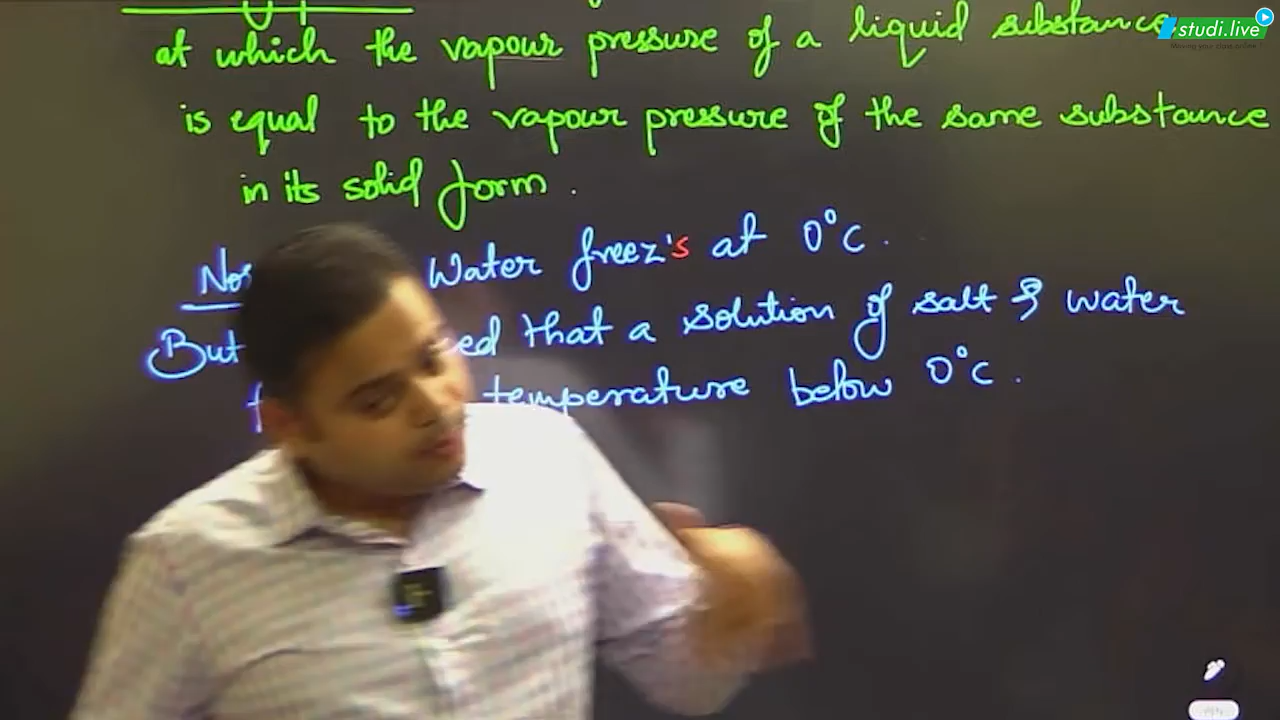 at which the vapour pressure of a liquid substance
is equal to the vapour pressure of the same substance
in its solid form.
Water freez's at 0°C.
But that a solution of salt & water
temperature below 0°C.
studi.live